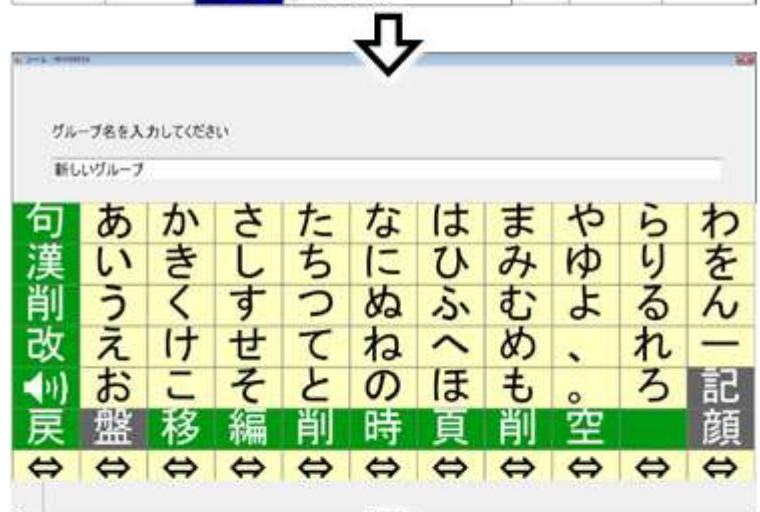 グループ名を入力してください
新しいグループ
句 あ か さ た な は ま や ら わ
漢 い き し ち に ひ み ゆ り を
削 う く す つ ぬ ふ む よ る ん
改 え け せ て ね へ め 、 れ ー
お こ そ と の ほ も 。 ろ 記
戻 盤 移 編 削 時 頁 削 空 顔
⇔ ⇔ ⇔ ⇔ ⇔ ⇔ ⇔ ⇔ ⇔ ⇔ ⇔